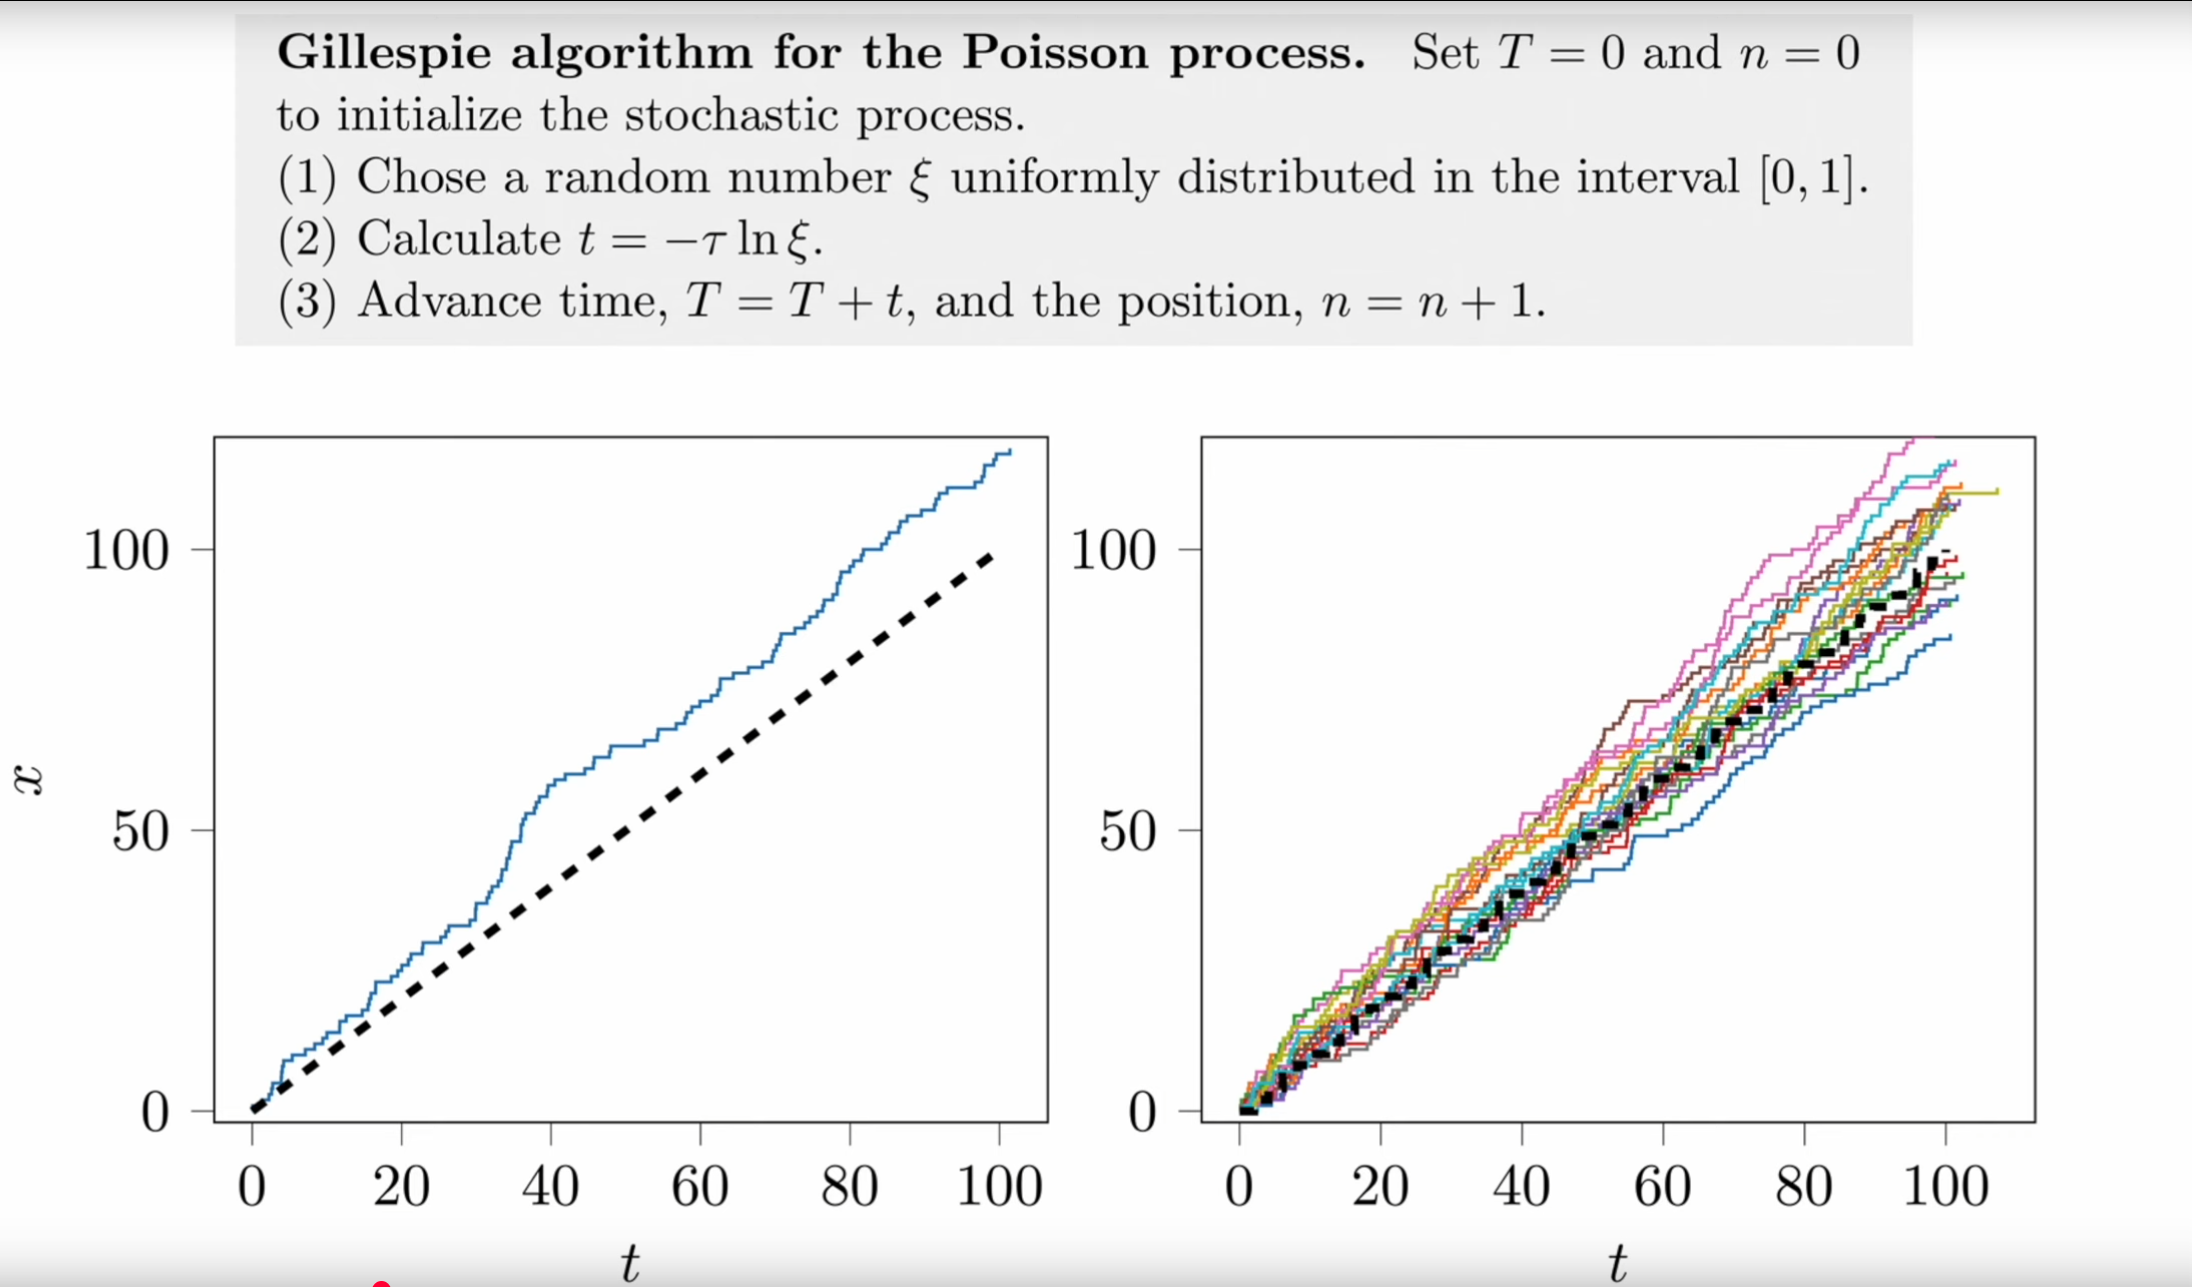 Gillespie algorithm for the Poisson process. Set T = 0 and n = 0
to initialize the stochastic process.
(1) Chose a random number ξ uniformly distributed in the interval [0, 1].
(2) Calculate t = −τ ln ξ.
(3) Advance time, T = T + t, and the position, n = n + 1.
x
100
50
0
0 20 40 60 80 100
t
100
50
0
0 20 40 60 80 100
t